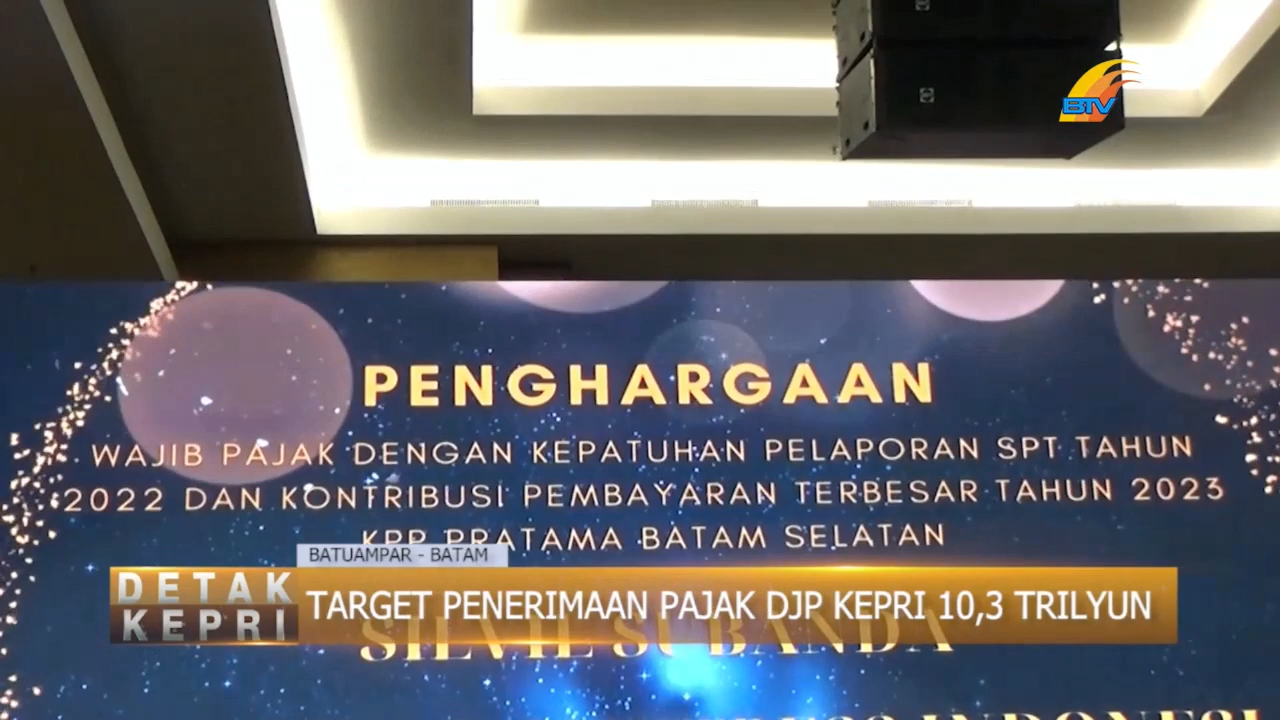 BTV
PENGHARGAAN
WAJIB PAJAK DENGAN KEPATUHAN PELAPORAN SPT TAHUN
2022 DAN KONTRIBUSI PEMBAYARAN TERBESAR TAHUN 2023
KPP PRATAMA BATAM SELATAN
BATUAMPAR - BATAM
DETAK
KEPRI
TARGET PENERIMAAN PAJAK DJP KEPRI 10,3 TRILYUN